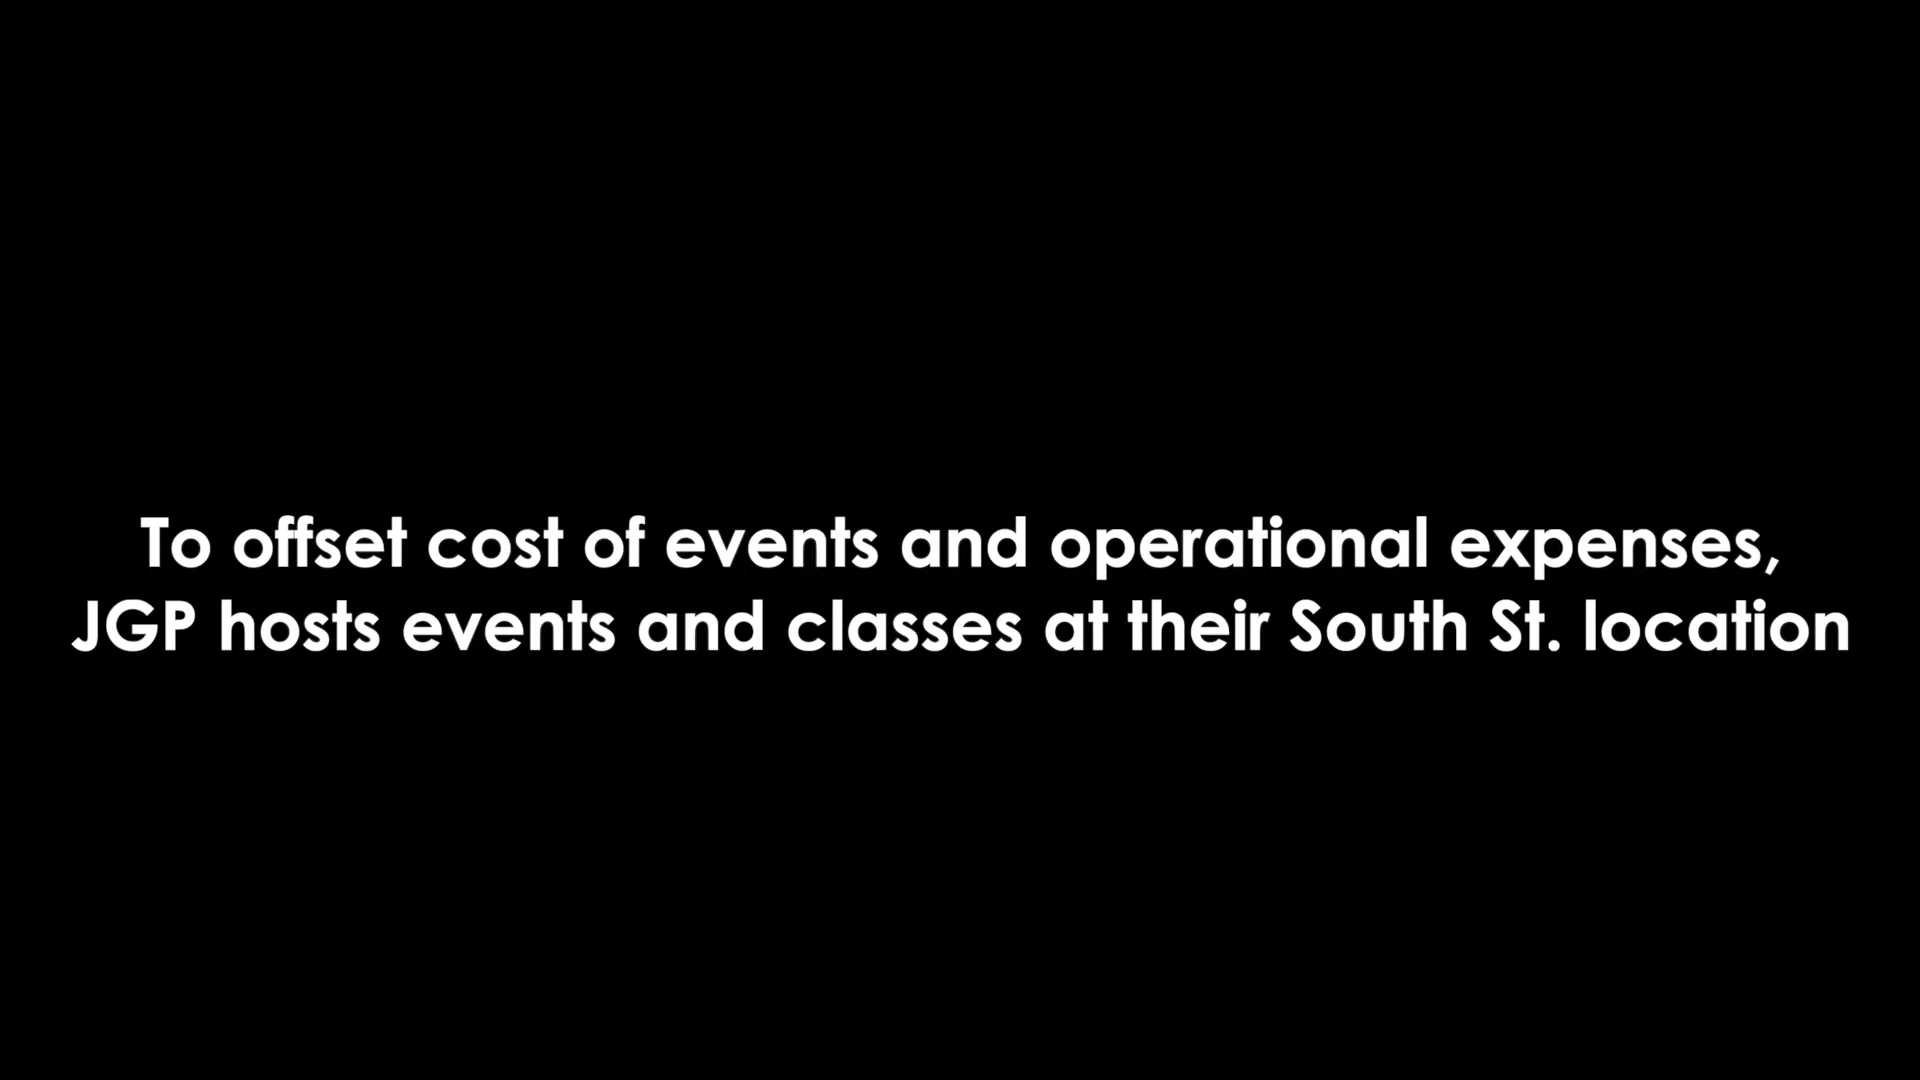 To offset cost of events and operational expenses,
JGP hosts events and classes at their South St. location